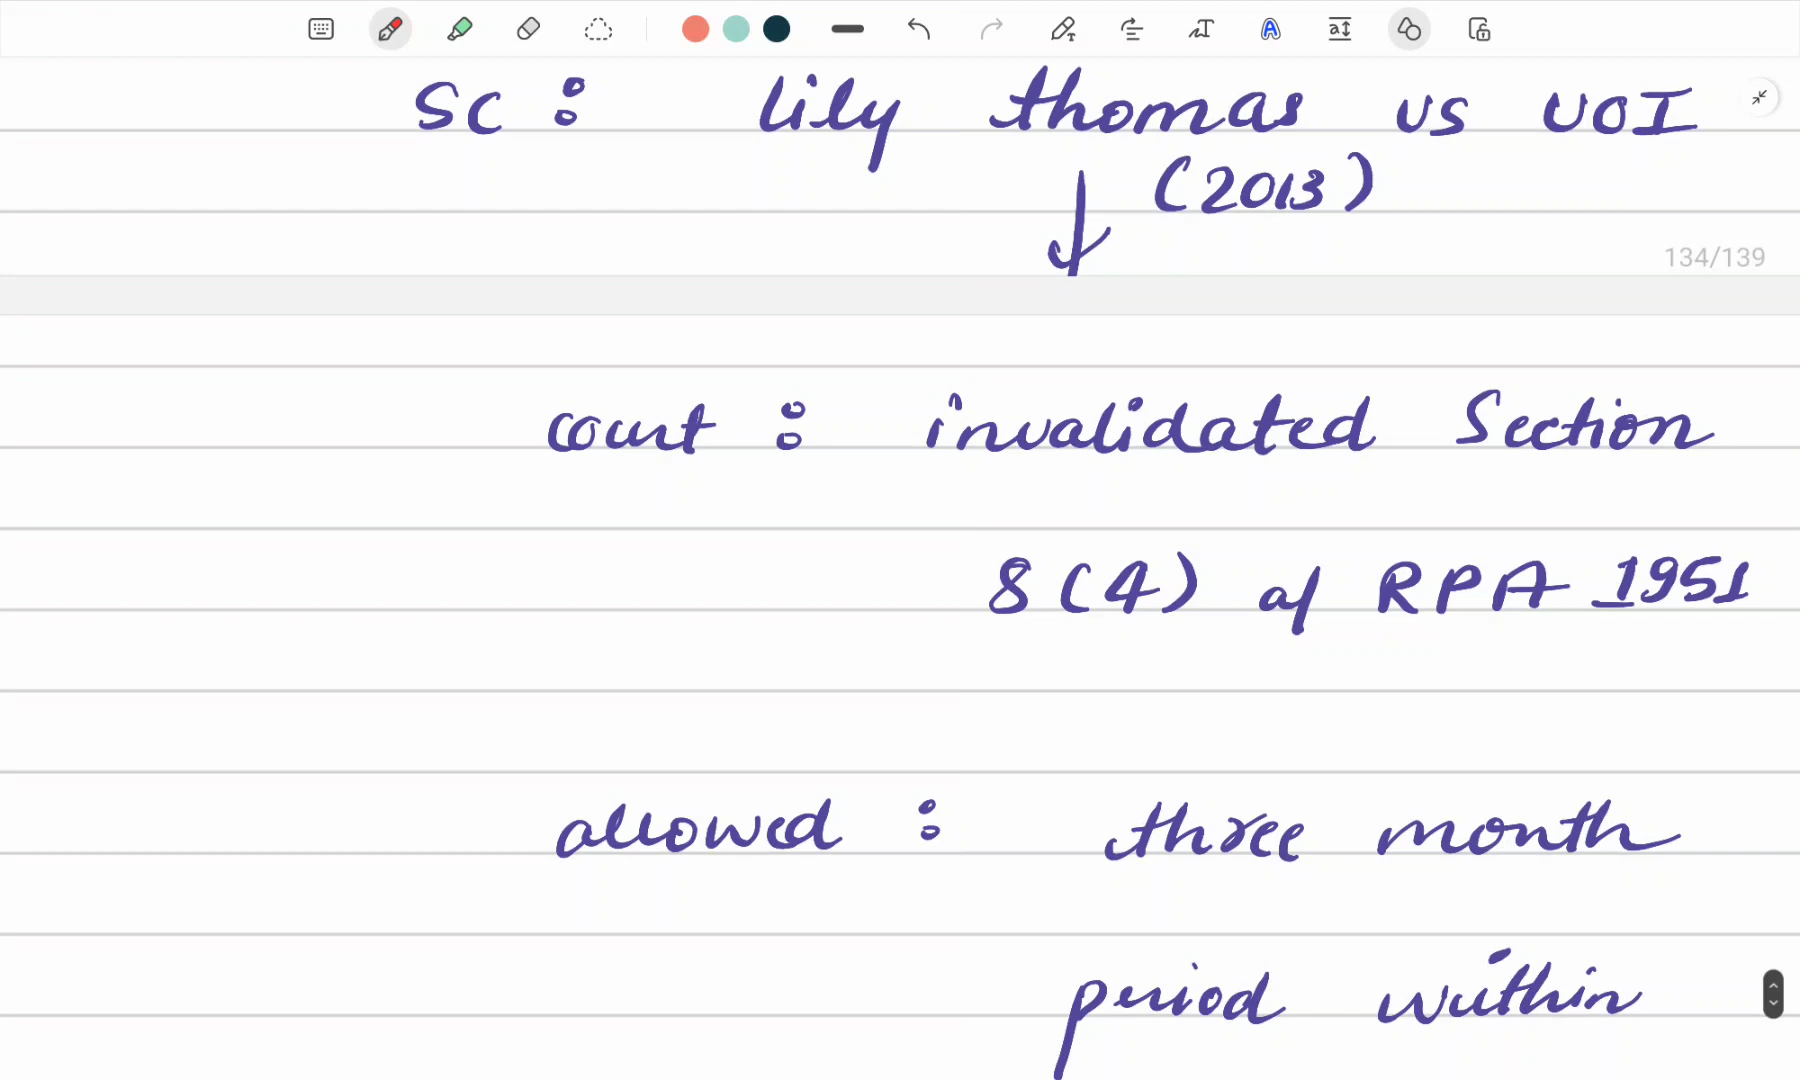 SC : lily thomas vs UOI
(2013)
134/139
court : invalidated Section
8 (4) of RPA 1951
allowed : three month
period within